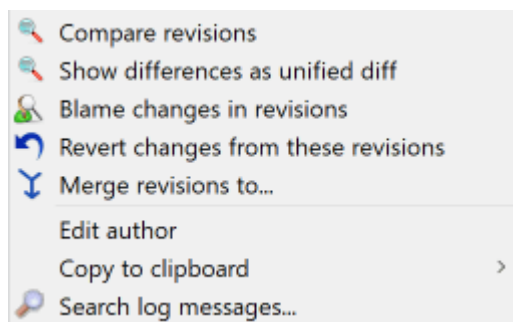 Compare revisions
Show differences as unified diff
Blame changes in revisions
Revert changes from these revisions
Merge revisions to...
Edit author
Copy to clipboard
Search log messages...